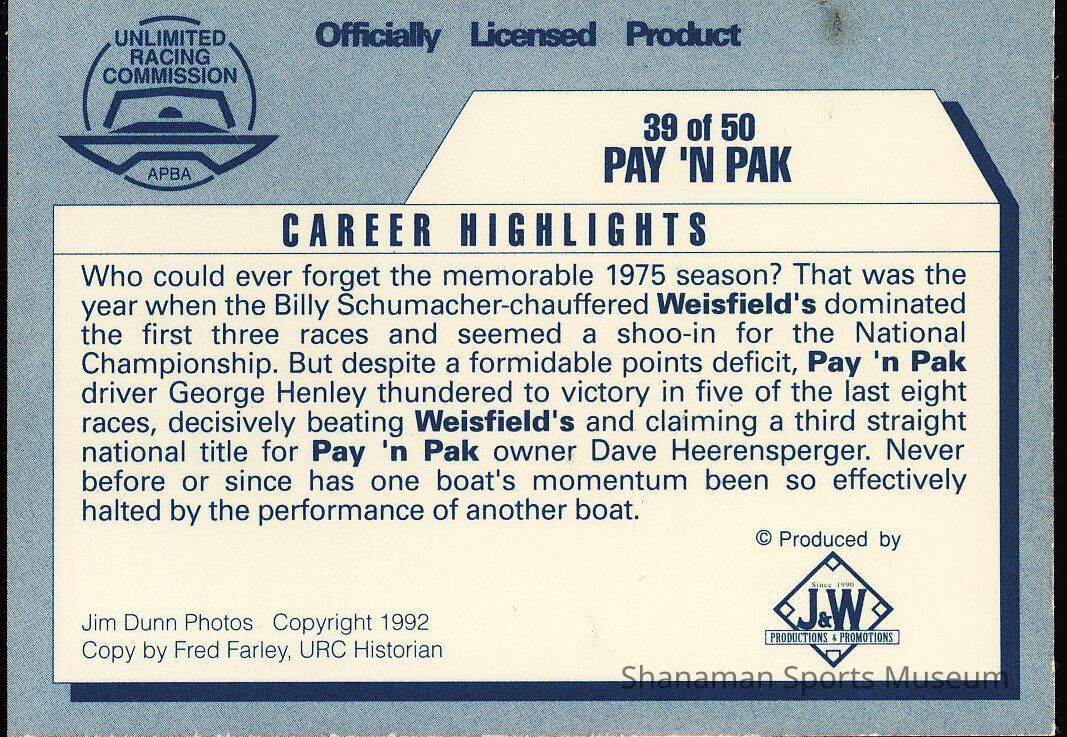 UNLIMITED
RACING
COMMISSION
APBA
Officially Licensed Product
39 of 50
PAY 'N PAK
CAREER HIGHLIGHTS
Who could ever forget the memorable 1975 season? That was the
year when the Billy Schumacher-chauffered Weisfield's dominated
the first three races and seemed a shoo-in for the National
Championship. But despite a formidable points deficit, Pay 'n Pak
driver George Henley thundered to victory in five of the last eight
races, decisively beating Weisfield's and claiming a third straight
national title for Pay 'n Pak owner Dave Heerensperger. Never
before or since has one boat's momentum been so effectively
halted by the performance of another boat.
© Produced by
Since 1990
J&W
PRODUCTIONS & PROMOTIONS
Jim Dunn Photos Copyright 1992
Copy by Fred Farley, URC Historian
Shanaman Sports Museum